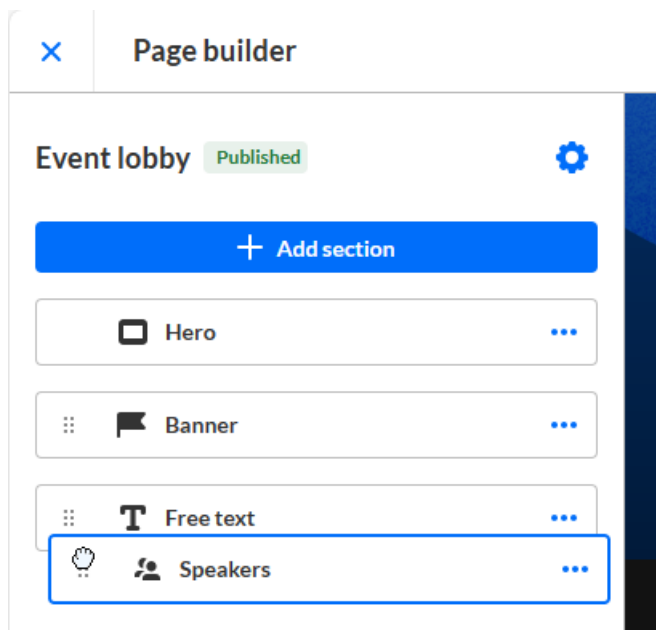 Page builder
Event lobby Published
Add section
Hero
Banner
Free text
Speakers